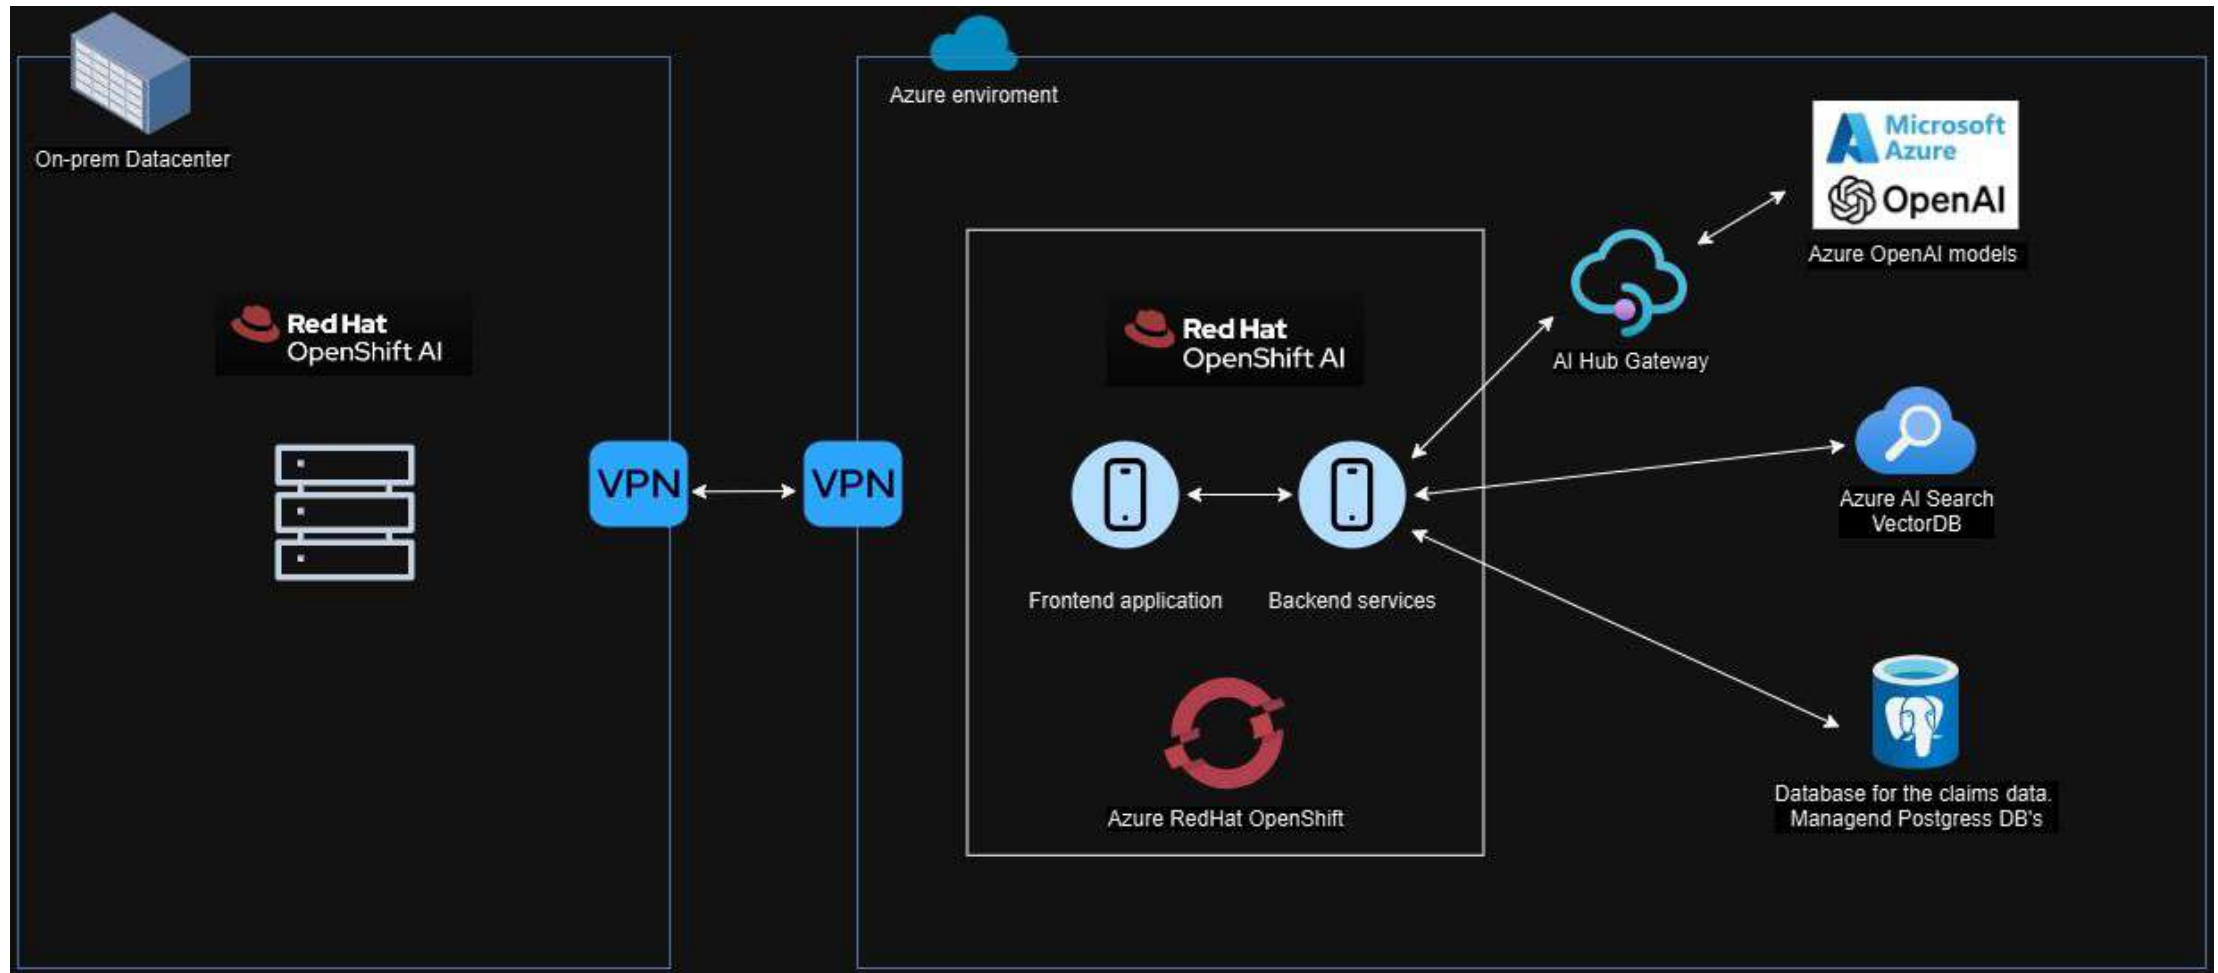 On-prem Datacenter
Red Hat
OpenShift AI
VPN
VPN
Azure enviroment
Red Hat
OpenShift AI
Frontend application
Backend services
Azure RedHat OpenShift
AI Hub Gateway
Microsoft
Azure
OpenAI
Azure OpenAI models
Azure AI Search
VectorDB
Database for the claims data.
Managend Postgress DB's